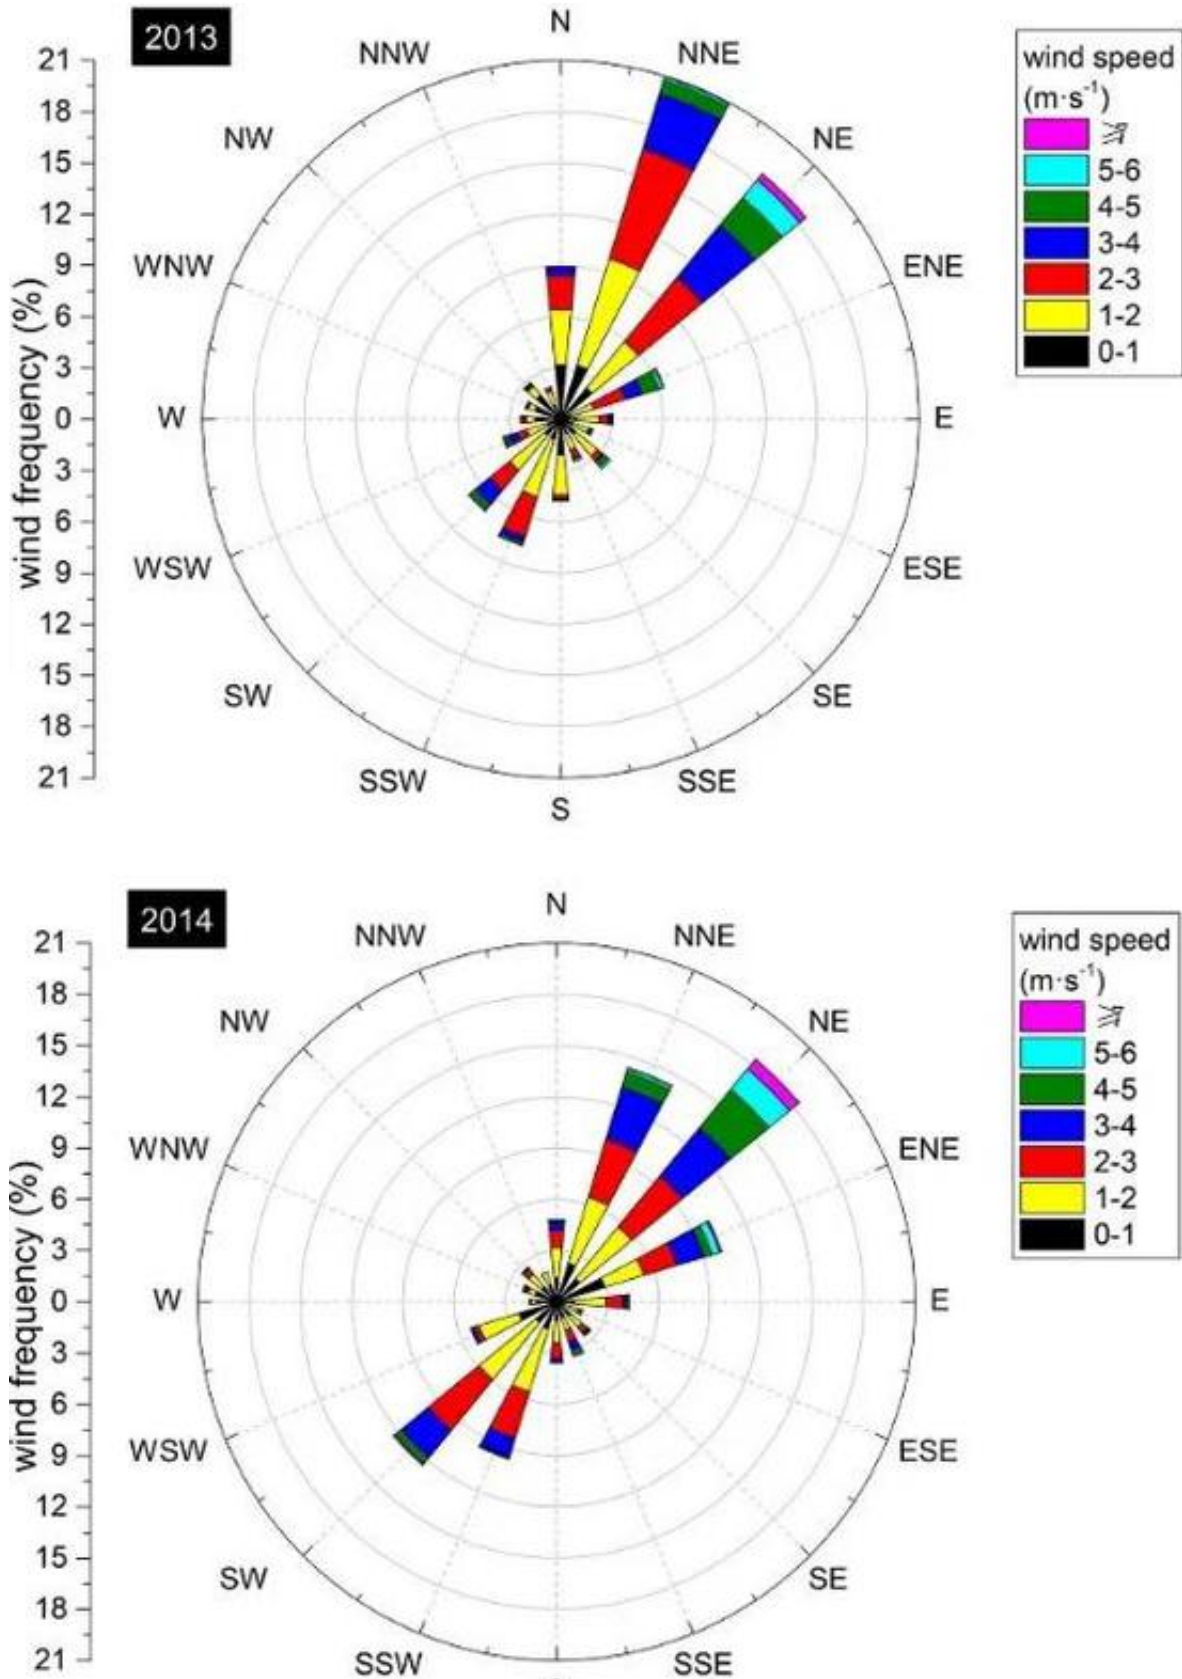 2013
N
NNW
NNE
NW
NE
WNW
ENE
W
E
WSW
ESE
SW
SE
SSW
SSE
S
wind frequency (%)
21
18
15
12
9
6
3
0
3
6
9
12
15
18
21
wind speed
(m·s⁻¹)
5-6
4-5
3-4
2-3
1-2
0-1
2014
N
NNW
NNE
NW
NE
WNW
ENE
W
E
WSW
ESE
SW
SE
SSW
SSE
wind frequency (%)
21
18
15
12
9
6
3
0
3
6
9
12
15
18
21
wind speed
(m·s⁻¹)
5-6
4-5
3-4
2-3
1-2
0-1